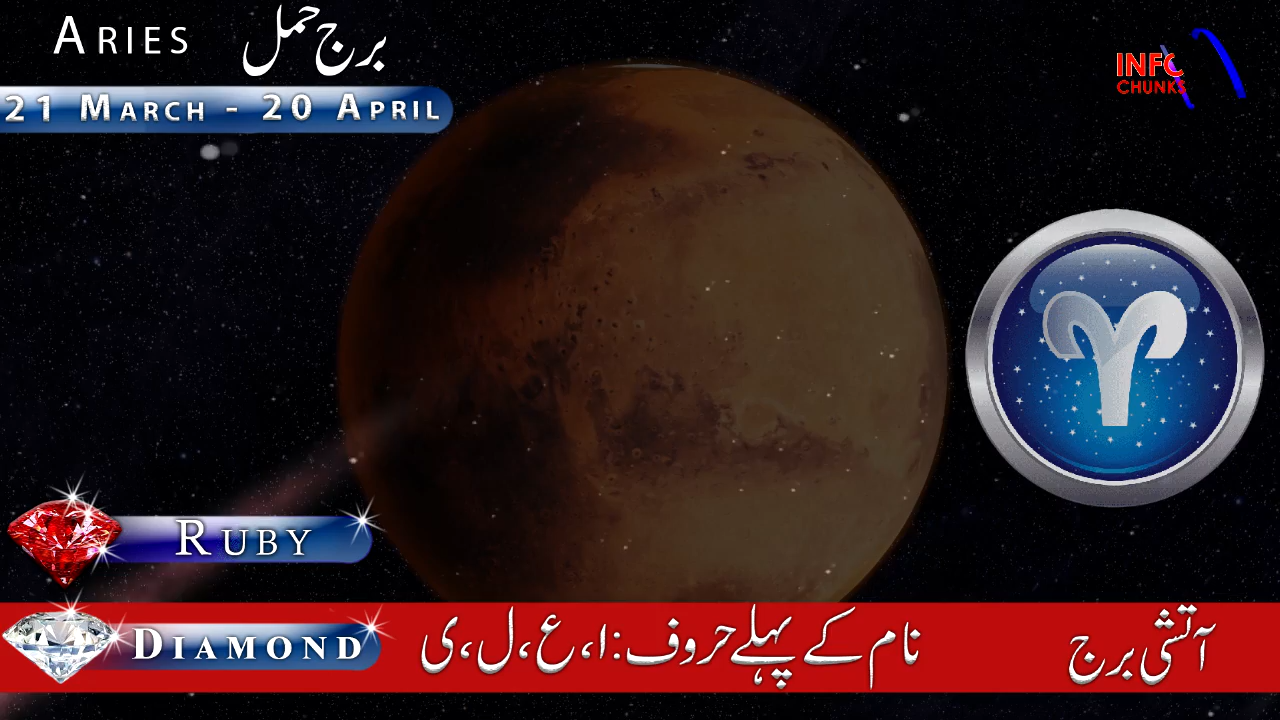 Aries برج حمل
21 March - 20 April
INFO
CHUNKS
Ruby
Diamond
نام کے پہلے حروف: ا، ع، ل، ی
آتشی برج